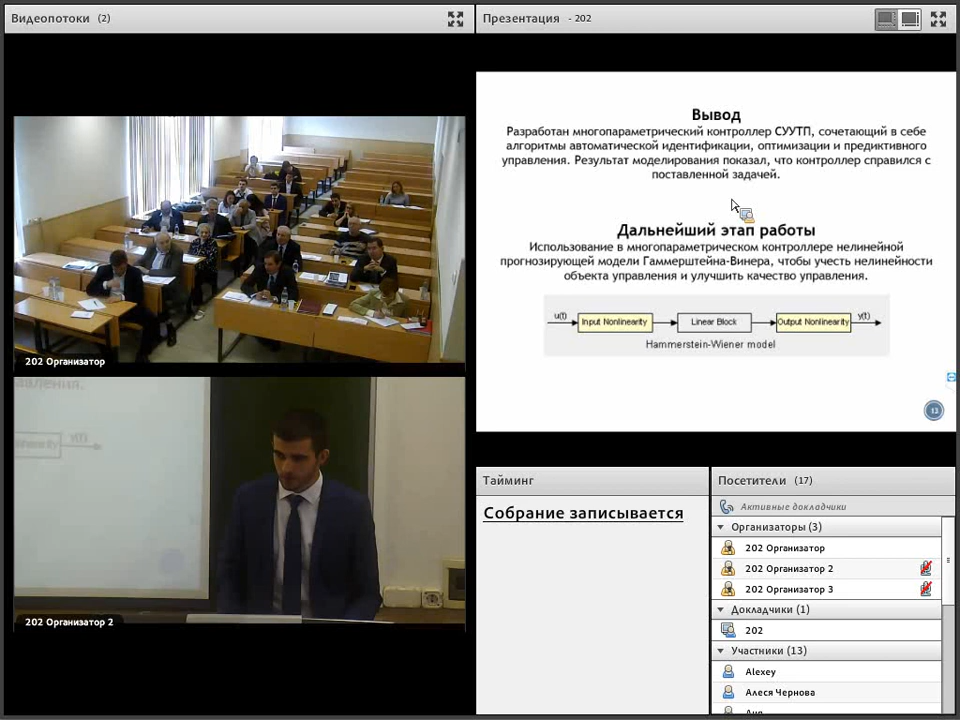 Видеопотоки (2)
202 Организатор
202 Организатор 2
Презентация - 202
Вывод
Разработан многопараметрический контроллер СУУТП, сочетающий в себе
алгоритмы автоматической идентификации, оптимизации и предиктивного
управления. Результат моделирования показал, что контроллер справился с
поставленной задачей.
Дальнейший этап работы
Использование в многопараметрическом контроллере нелинейной
прогнозирующей модели Гаммерштейна-Винера, чтобы учесть нелинейности
объекта управления и улучшить качество управления.
u(t) Input Nonlinearity Linear Block Output Nonlinearity y(t)
Hammerstein-Wiener model
13
Тайминг
Собрание записывается
Посетители (17)
Активные докладчики
Организаторы (3)
202 Организатор
202 Организатор 2
202 Организатор 3
Докладчики (1)
202
Участники (13)
Alexey
Алеся Чернова